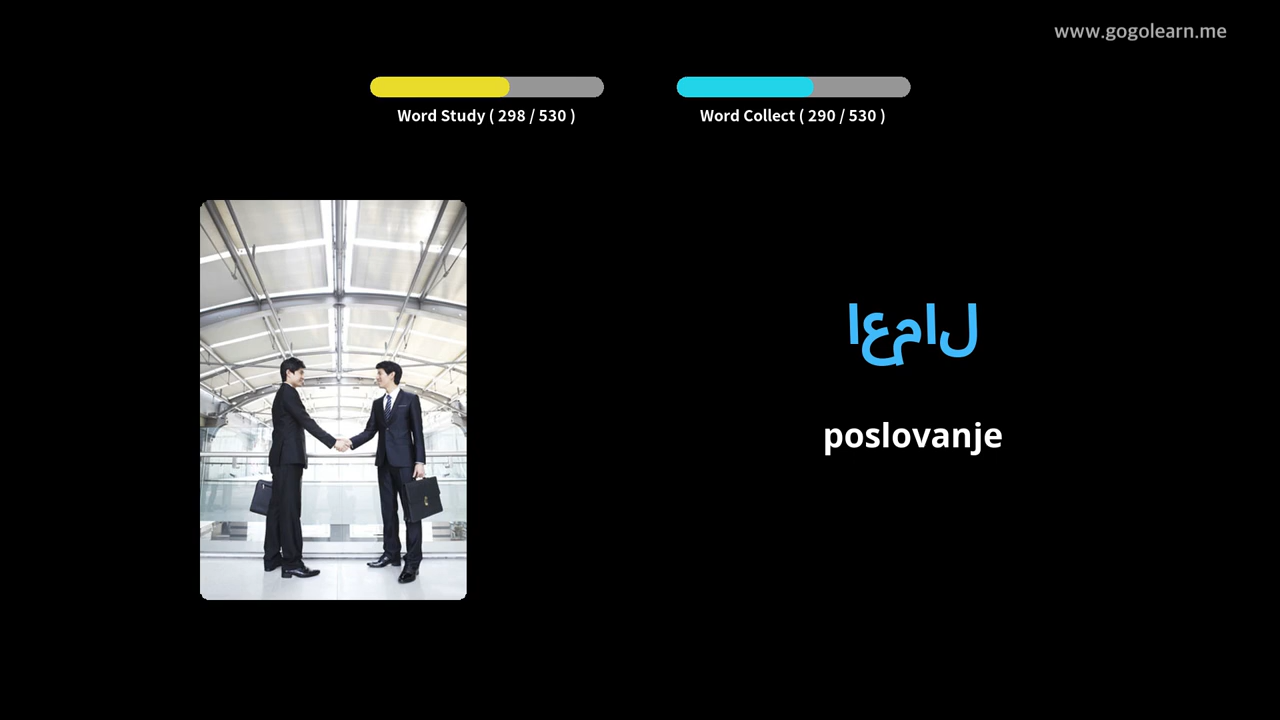 www.gogolearn.me
Word Study ( 298 / 530 )
Word Collect ( 290 / 530 )
اعمال
poslovanje